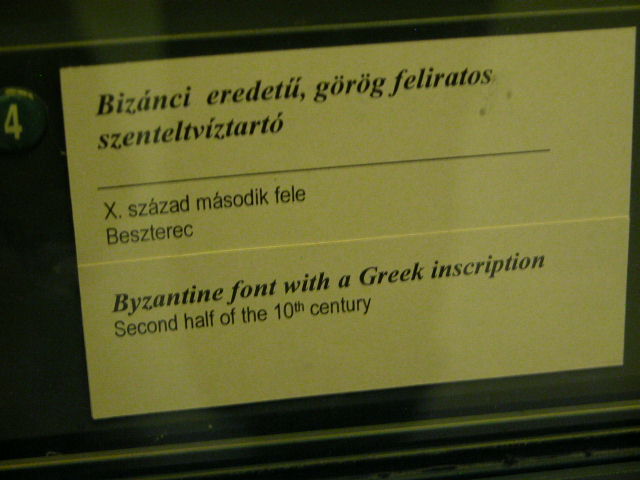 4
Bizánci eredetű, görög feliratos
szenteltvíztartó
X. század második fele
Beszterec
Byzantine font with a Greek inscription
Second half of the 10th century